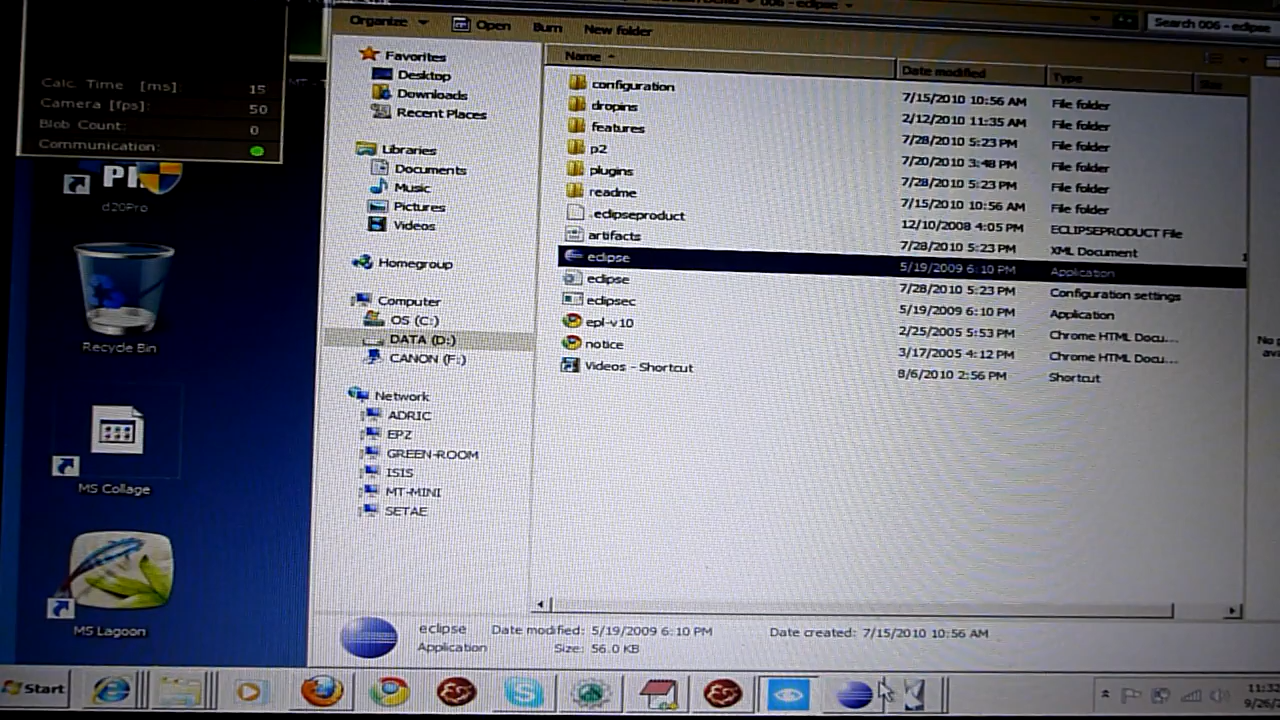 006 - eclipse
Organize Open Burn New folder
Search 006 - eclipse
Calc. Time [ms] 15
Camera [fps]: 50
Blob Count: 0
Communication:
d20Pro
Recycle Bin
MS Collage
MS Lagoon
Favorites
Desktop
Downloads
Recent Places
Libraries
Documents
Music
Pictures
Videos
Homegroup
Computer
OS (C:)
DATA (D:)
CANON (F:)
Network
ADRIC
EPZ
GREEN-ROOM
ISIS
MT-MINI
SETAE
Name Date modified Type Size
configuration 7/15/2010 10:56 AM File folder
dropins 2/12/2010 11:35 AM File folder
features 7/28/2010 5:23 PM File folder
p2 7/20/2010 3:48 PM File folder
plugins 7/28/2010 5:23 PM File folder
readme 7/15/2010 10:56 AM File folder
.eclipseproduct 12/10/2008 4:05 PM ECLIPSEPRODUCT File
artifacts 7/28/2010 5:23 PM XML Document
eclipse 5/19/2009 6:10 PM Application
eclipse 7/28/2010 5:23 PM Configuration settings
eclipsec 5/19/2009 6:10 PM Application
epl-v10 2/25/2005 5:53 PM Chrome HTML Docu...
notice 3/17/2005 4:12 PM Chrome HTML Docu...
Videos - Shortcut 8/6/2010 2:56 PM Shortcut
No
eclipse Date modified: 5/19/2009 6:10 PM Date created: 7/15/2010 10:56 AM
Application Size: 56.0 KB
Start
11:32
9/26/